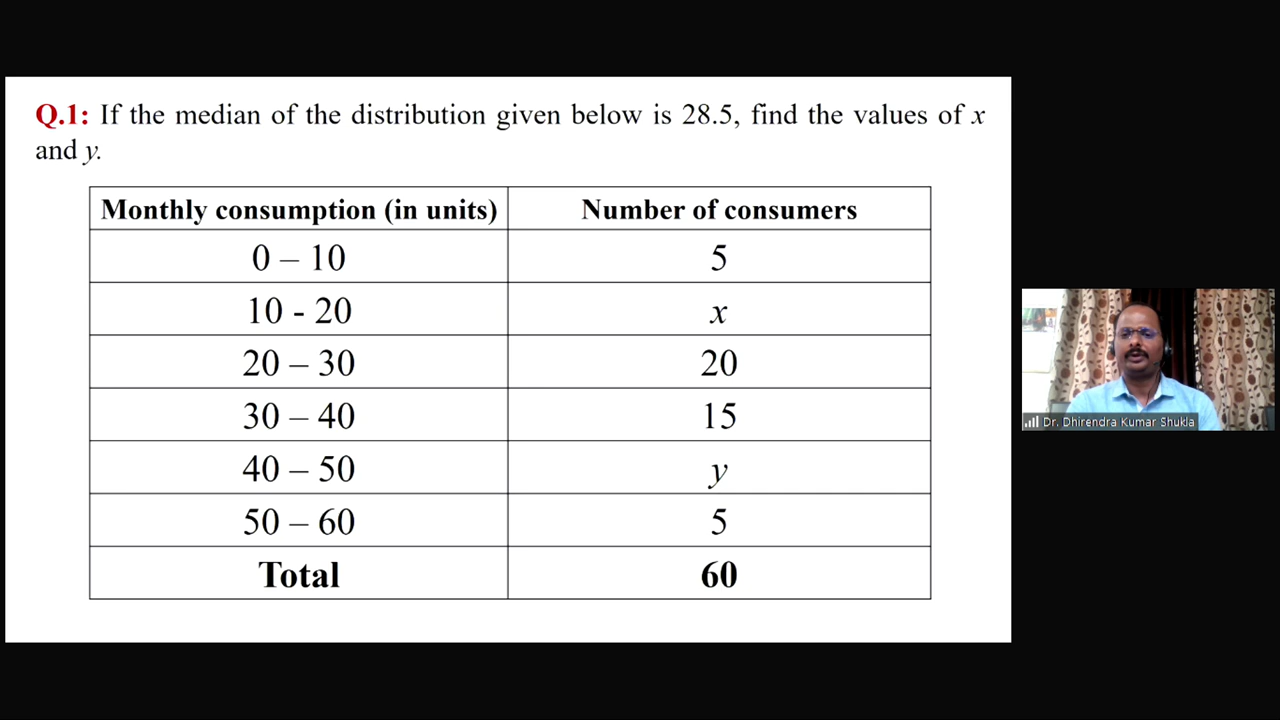 Q.1: If the median of the distribution given below is 28.5, find the values of x
and y.
Monthly consumption (in units) Number of consumers
0 – 10 5
10 - 20 x
20 – 30 20
30 – 40 15
40 – 50 y
50 – 60 5
Total 60
Dr. Dhirendra Kumar Shukla